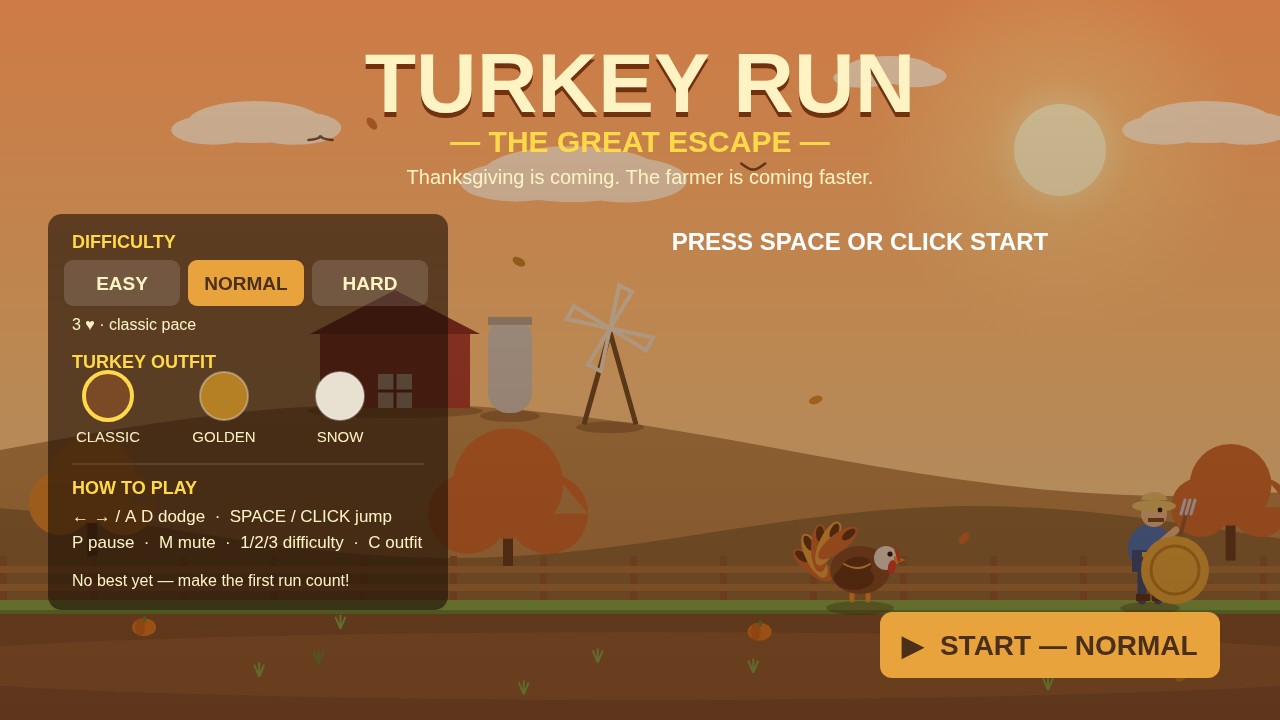 TURKEY RUN
— THE GREAT ESCAPE —
Thanksgiving is coming. The farmer is coming faster.
DIFFICULTY
EASY
NORMAL
HARD
3 ♥ · classic pace
TURKEY OUTFIT
CLASSIC
GOLDEN
SNOW
HOW TO PLAY
← → / A D dodge · SPACE / CLICK jump
P pause · M mute · 1/2/3 difficulty · C outfit
No best yet — make the first run count!
PRESS SPACE OR CLICK START
▶ START — NORMAL